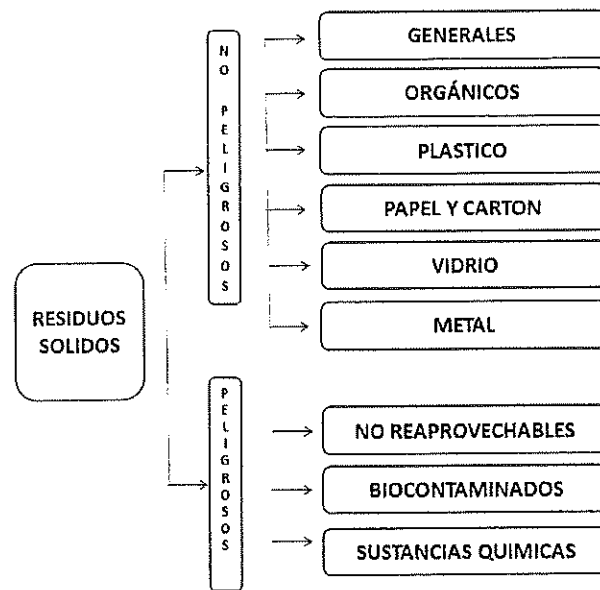 RESIDUOS
SOLIDOS
NO PELIGROSOS
GENERALES
ORGÁNICOS
PLASTICO
PAPEL Y CARTON
VIDRIO
METAL
PELIGROSOS
NO REAPROVECHABLES
BIOCONTAMINADOS
SUSTANCIAS QUIMICAS